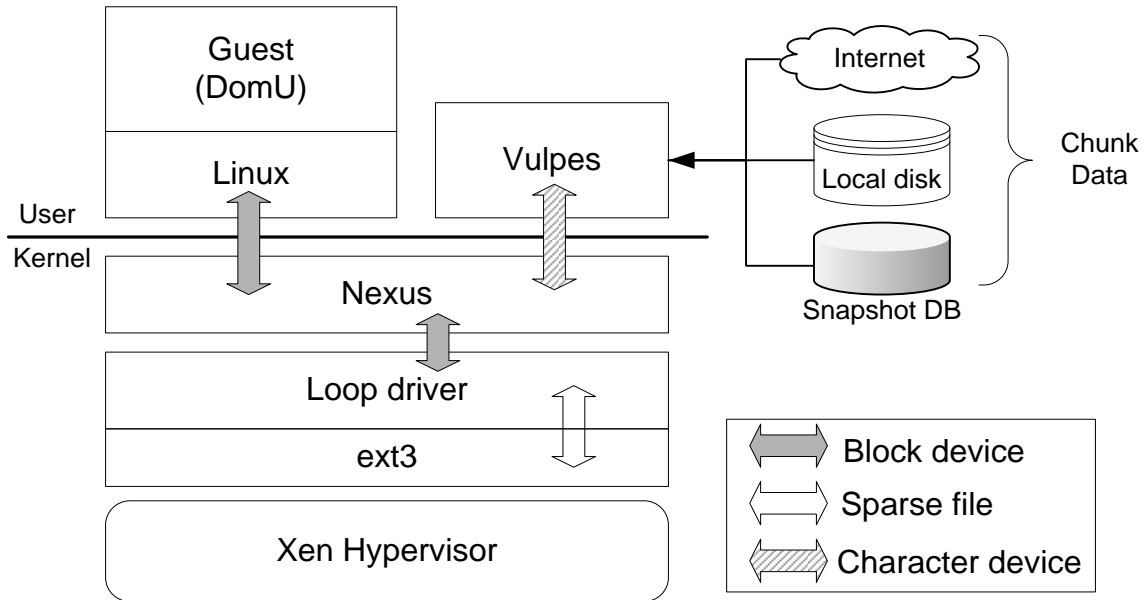 Guest
(DomU)
Linux
Vulpes
Internet
Local disk
Snapshot DB
Chunk
Data
User
Kernel
Nexus
Loop driver
ext3
Xen Hypervisor
Block device
Sparse file
Character device